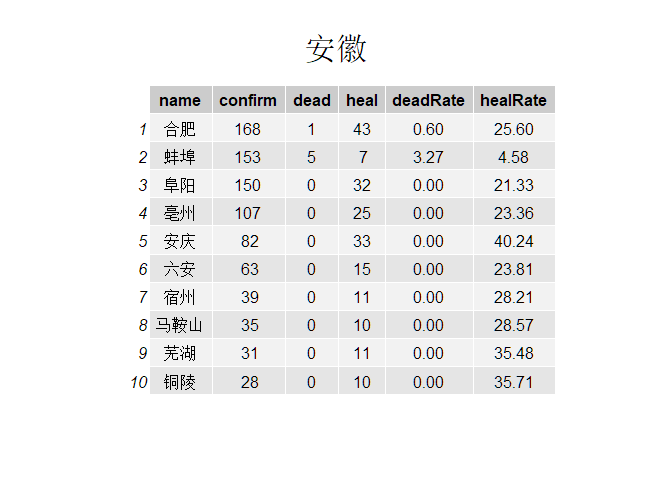 安徽
name confirm dead heal deadRate healRate
1 合肥 168 1 43 0.60 25.60
2 蚌埠 153 5 7 3.27 4.58
3 阜阳 150 0 32 0.00 21.33
4 亳州 107 0 25 0.00 23.36
5 安庆 82 0 33 0.00 40.24
6 六安 63 0 15 0.00 23.81
7 宿州 39 0 11 0.00 28.21
8 马鞍山 35 0 10 0.00 28.57
9 芜湖 31 0 11 0.00 35.48
10 铜陵 28 0 10 0.00 35.71